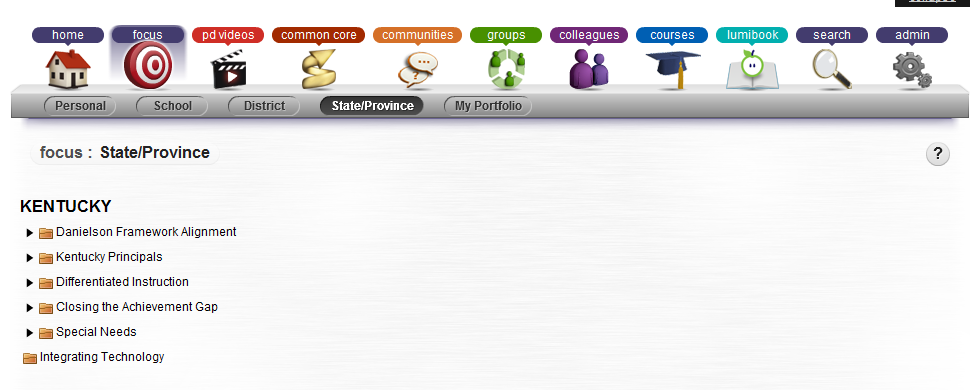 home focus pd videos common core communities groups colleagues courses lumibook search admin
Personal School District State/Province My Portfolio
focus : State/Province ?
KENTUCKY
Danielson Framework Alignment
Kentucky Principals
Differentiated Instruction
Closing the Achievement Gap
Special Needs
Integrating Technology